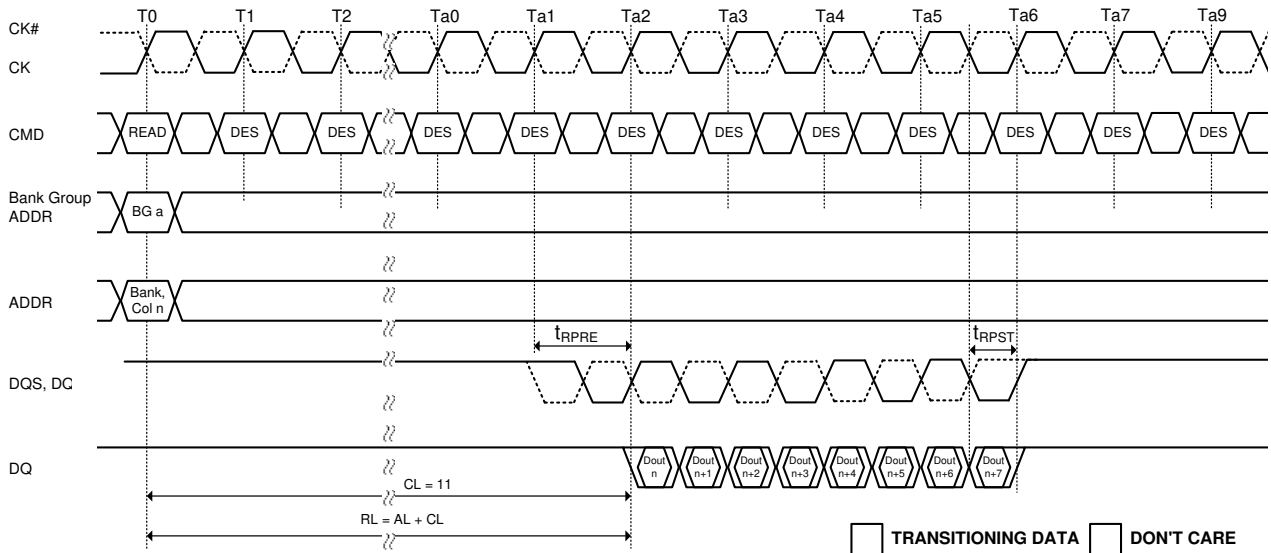 T0 T1 T2 Ta0 Ta1 Ta2 Ta3 Ta4 Ta5 Ta6 Ta7 Ta9
CK#
CK
CMD READ DES DES DES DES DES DES DES DES DES DES DES
Bank Group
ADDR
BG a
ADDR
Bank,
Col n
tRPRE tRPST
DQS, DQ
DQ
Dout Dout Dout Dout Dout Dout Dout Dout
n n+1 n+2 n+3 n+4 n+5 n+6 n+7
CL = 11
RL = AL + CL
TRANSITIONING DATA DON'T CARE